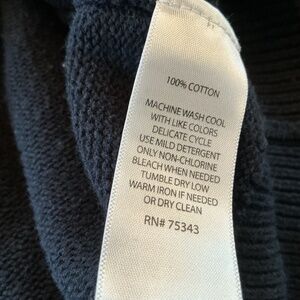 100% COTTON
MACHINE WASH COOL
WITH LIKE COLORS
DELICATE CYCLE
USE MILD DETERGENT
ONLY NON-CHLORINE
BLEACH WHEN NEEDED
TUMBLE DRY LOW
WARM IRON IF NEEDED
OR DRY CLEAN
RN# 75343